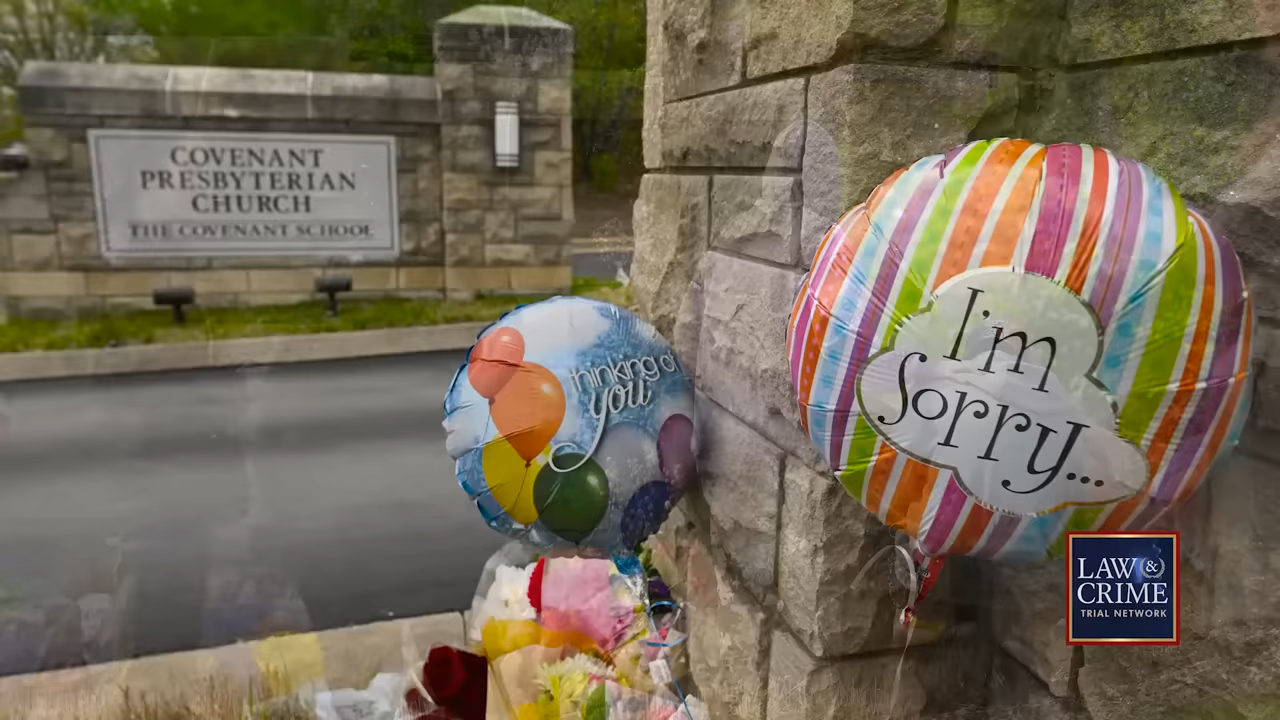 COVENANT
PRESBYTERIAN
CHURCH
THE COVENANT SCHOOL
thinking of
you
I'm
Sorry...
LAW &
CRIME
TRIAL NETWORK